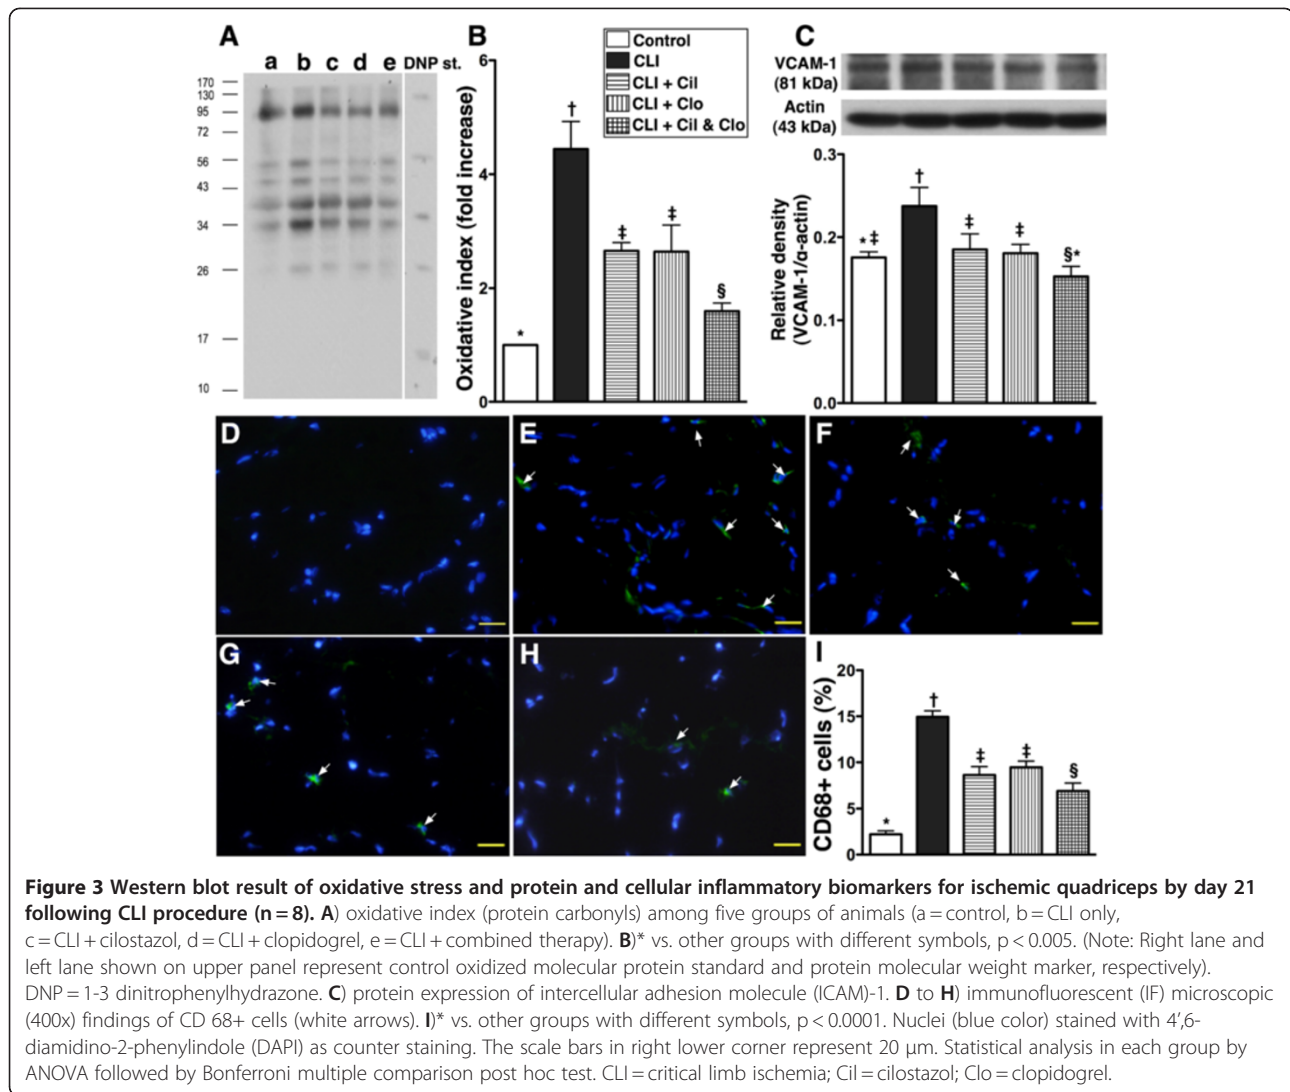 A
a b c d e DNP st.
170
130
95
72
56
43
34
26
17
10
B
Oxidative index (fold increase)
6
4
2
0
Control
CLI
CLI + Cil
CLI + Clo
CLI + Cil & Clo
*
†
‡
‡
§
C
VCAM-1
(81 kDa)
Actin
(43 kDa)
Relative density
(VCAM-1/α-actin)
0.3
0.2
0.1
0.0
*‡
†
‡
‡
§*
D
E
F
G
H
I
CD68+ cells (%)
20
15
10
5
0
*
†
‡
‡
§
Figure 3 Western blot result of oxidative stress and protein and cellular inflammatory biomarkers for ischemic quadriceps by day 21
following CLI procedure (n = 8). A) oxidative index (protein carbonyls) among five groups of animals (a = control, b = CLI only,
c = CLI + cilostazol, d = CLI + clopidogrel, e = CLI + combined therapy). B)* vs. other groups with different symbols, p < 0.005. (Note: Right lane and
left lane shown on upper panel represent control oxidized molecular protein standard and protein molecular weight marker, respectively).
DNP = 1-3 dinitrophenylhydrazone. C) protein expression of intercellular adhesion molecule (ICAM)-1. D to H) immunofluorescent (IF) microscopic
(400x) findings of CD 68+ cells (white arrows). I)* vs. other groups with different symbols, p < 0.0001. Nuclei (blue color) stained with 4′,6-
diamidino-2-phenylindole (DAPI) as counter staining. The scale bars in right lower corner represent 20 μm. Statistical analysis in each group by
ANOVA followed by Bonferroni multiple comparison post hoc test. CLI = critical limb ischemia; Cil = cilostazol; Clo = clopidogrel.